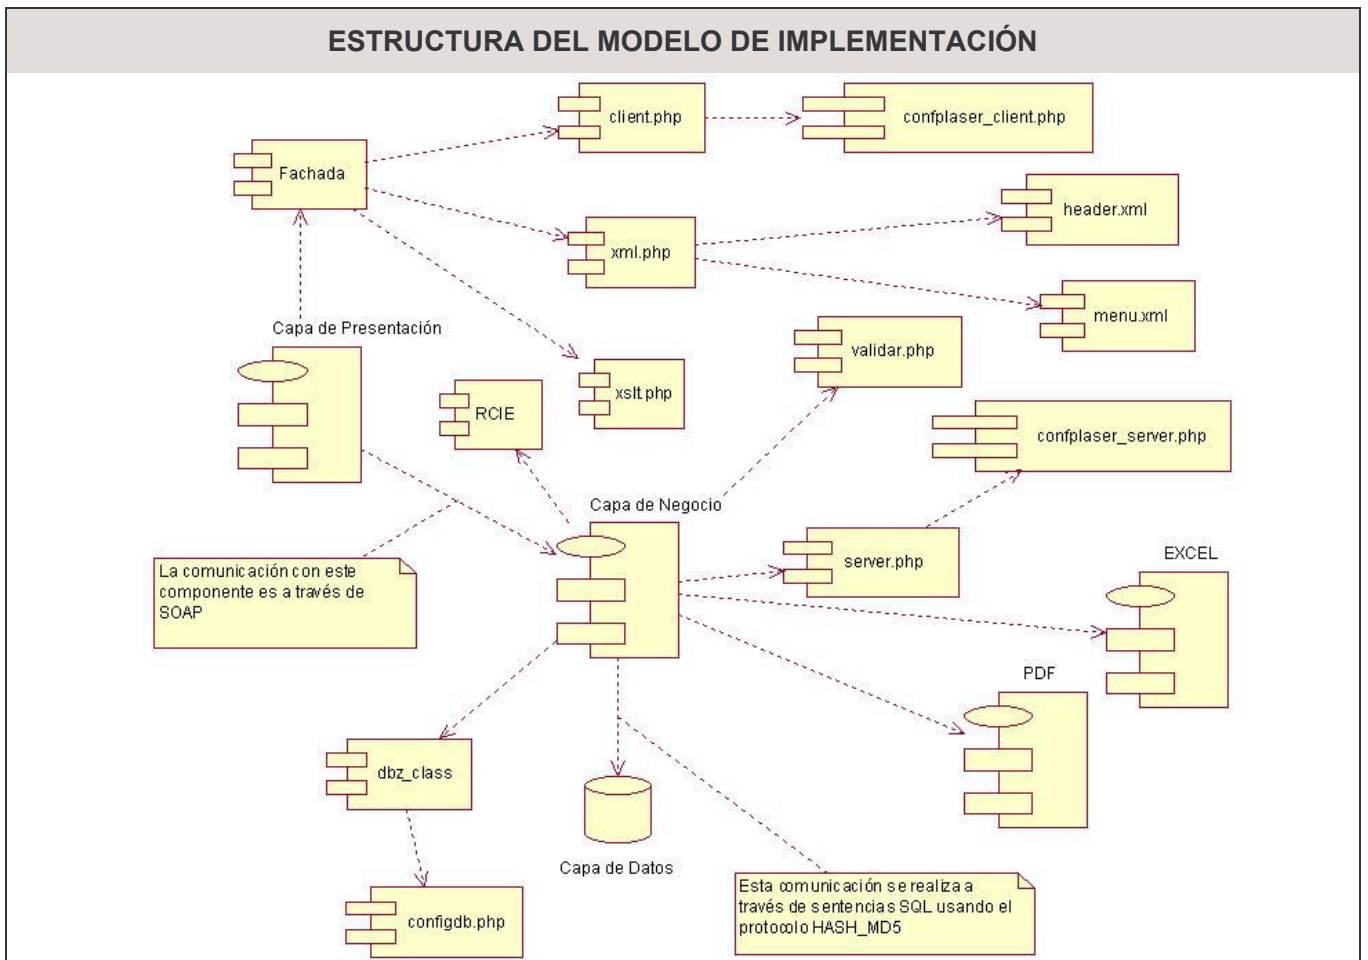 ESTRUCTURA DEL MODELO DE IMPLEMENTACIÓN
client.php
confplaser_client.php
Fachada
header.xml
xml.php
menu.xml
Capa de Presentación
validar.php
xslt.php
RCIE
confplaser_server.php
Capa de Negocio
server.php
EXCEL
La comunicación con este
componente es a través de
SOAP
PDF
dbz_class
Capa de Datos
Esta comunicación se realiza a
través de sentencias SQL usando el
protocolo HASH_MD5
configdb.php